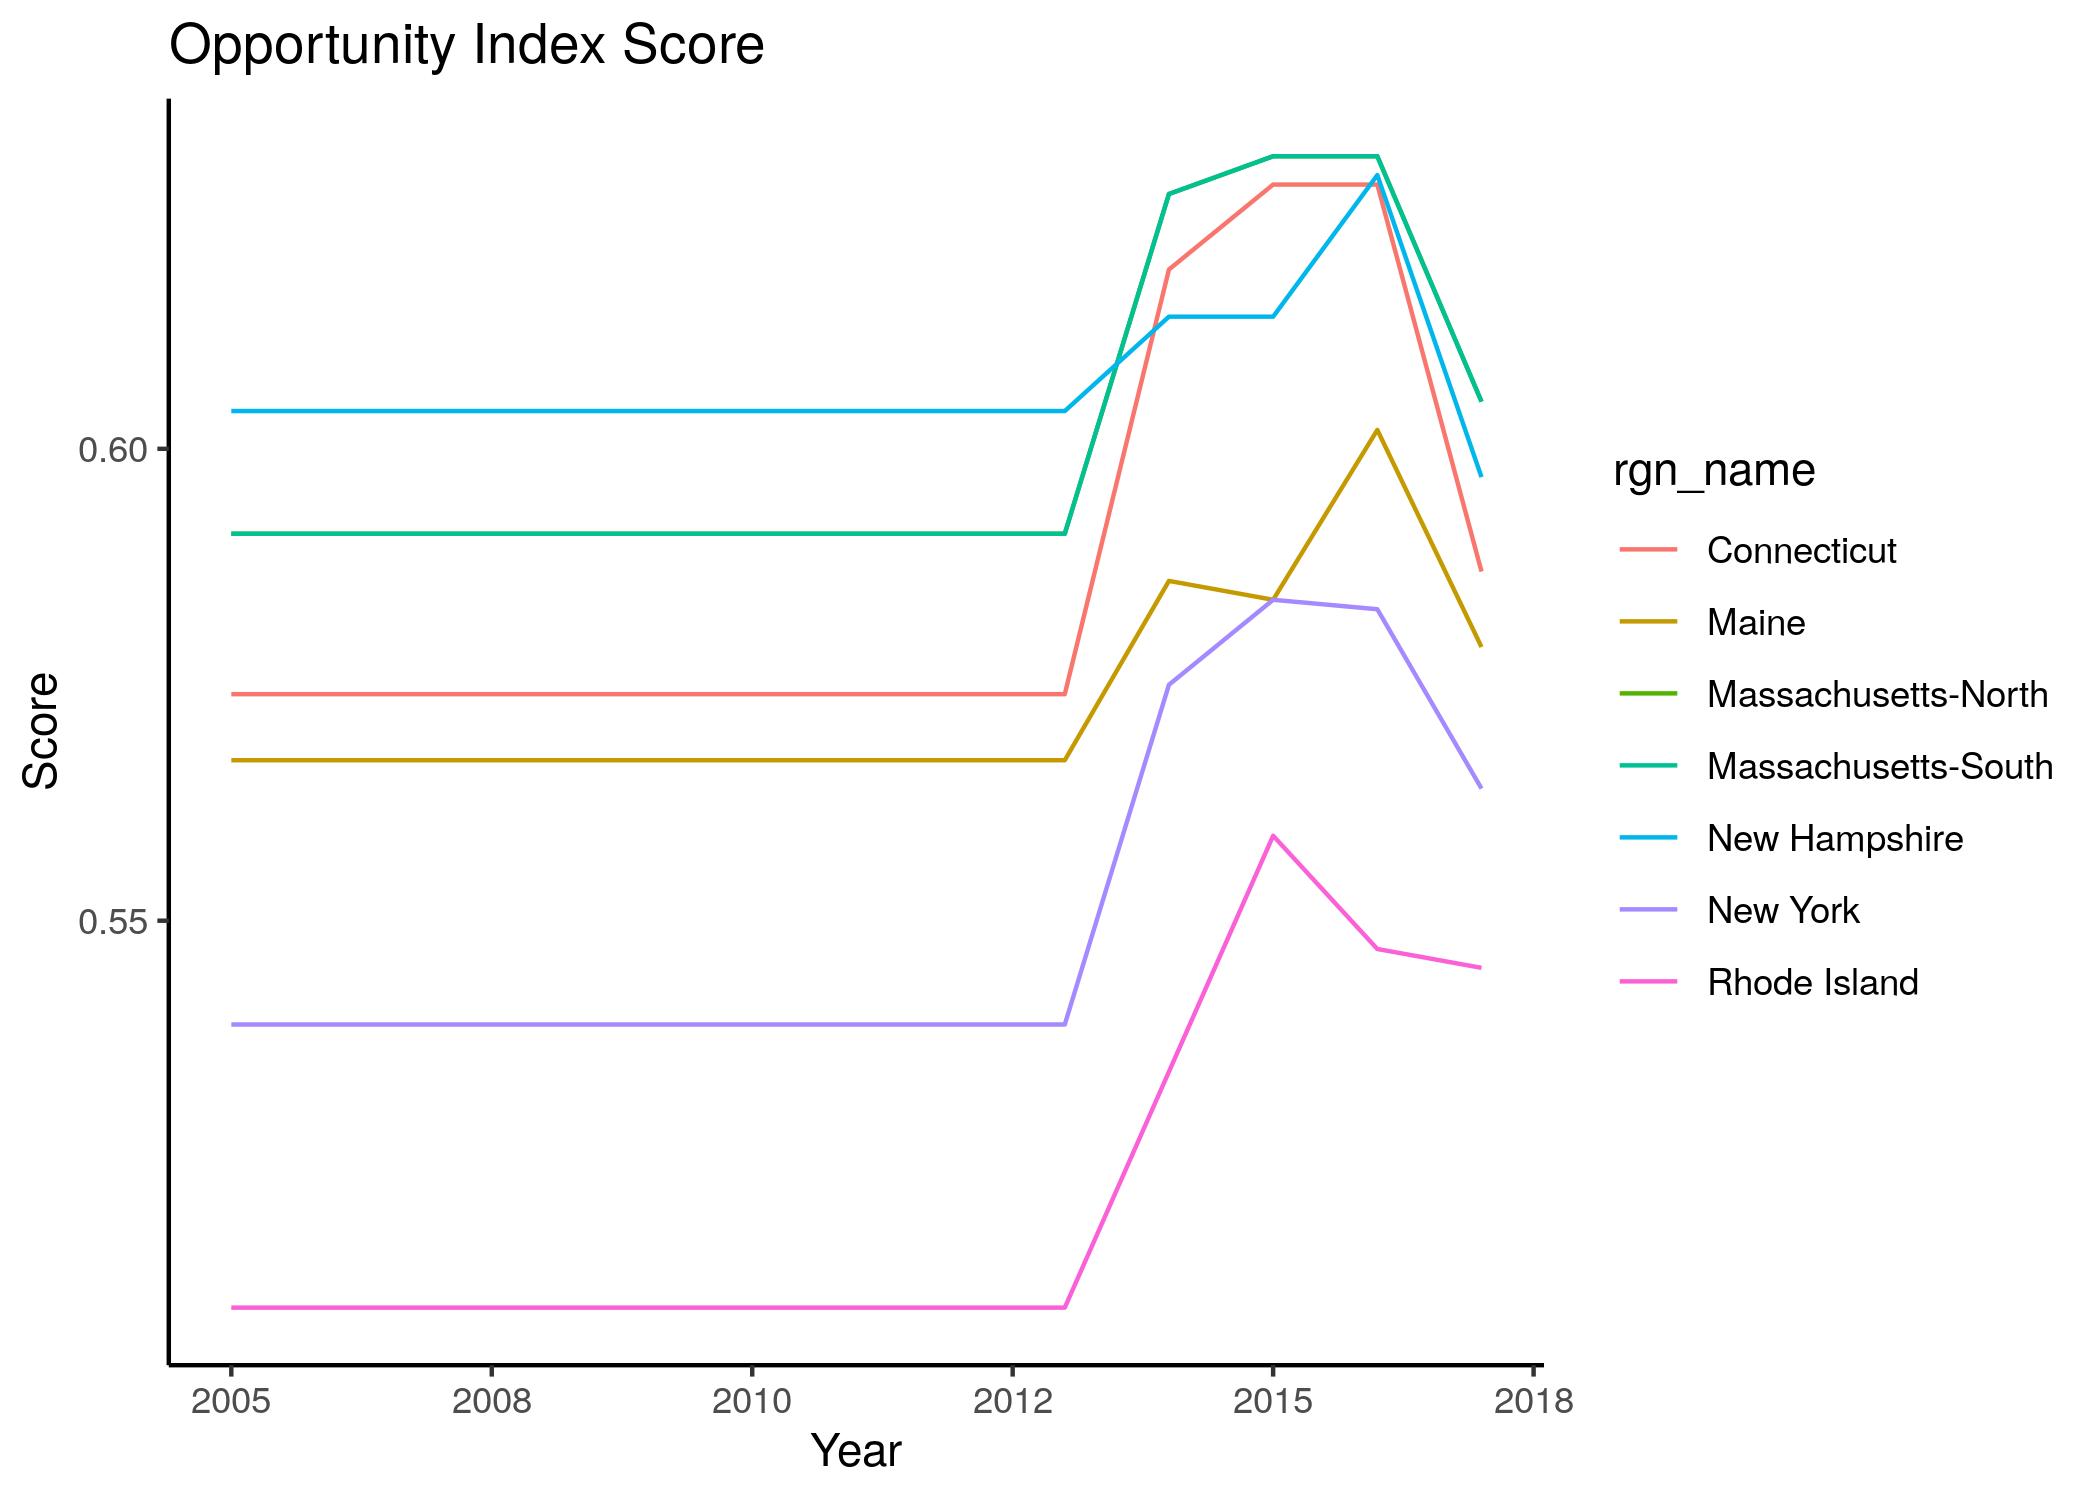 Opportunity Index Score
0.60
0.55
Score
2005 2008 2010 2012 2015 2018
Year
rgn_name
Connecticut
Maine
Massachusetts-North
Massachusetts-South
New Hampshire
New York
Rhode Island